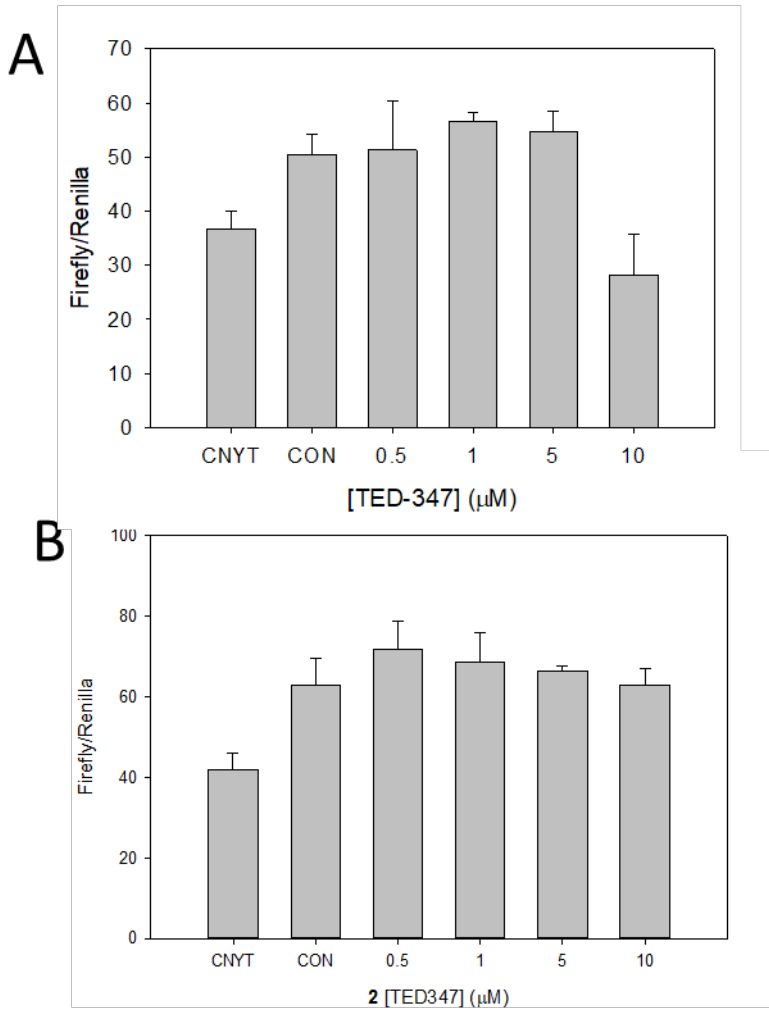 A
70
60
50
40
30
20
10
0
Firefly/Renilla
CNYT CON 0.5 1 5 10
[TED-347] (μM)
B
100
80
60
40
20
0
Firefly/Renilla
CNYT CON 0.5 1 5 10
2 [TED347] (μM)